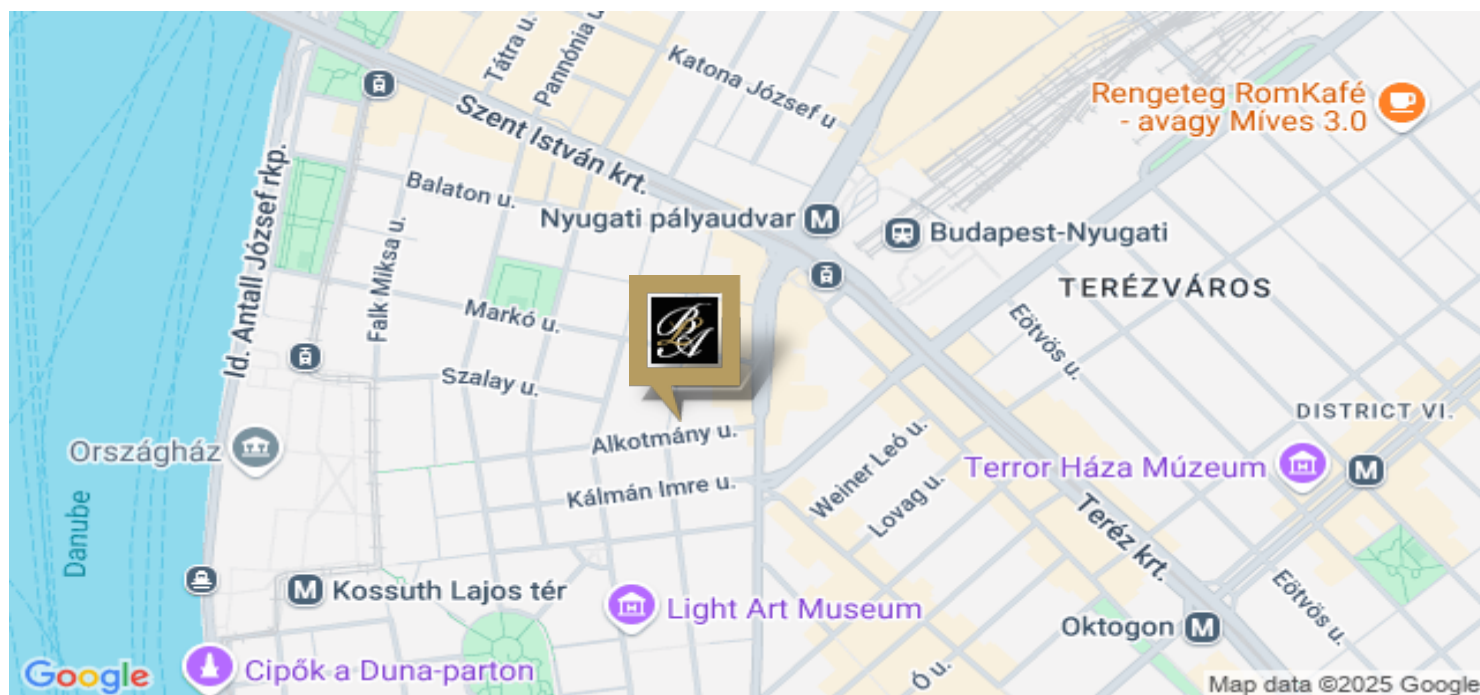 Tátra u.
Pannónia u.
Katona József u
Rengeteg RomKafé
- avagy Míves 3.0
Szent István krt.
Id. Antall József rkp.
Balaton u.
Falk Miksa u.
Nyugati pályaudvar M
Budapest-Nyugati
TERÉZVÁROS
Markó u.
Eötvös u.
B
L
A
Szalay u.
DISTRICT VI.
Alkotmány u.
Országház
Weiner Leó u.
Terror Háza Múzeum
M
Kálmán Imre u.
Lovag u.
Danube
Teréz krt.
M Kossuth Lajos tér
Light Art Museum
Eötvös u.
Oktogon M
Ó u.
Cipők a Duna-parton
Google
Map data ©2025 Google